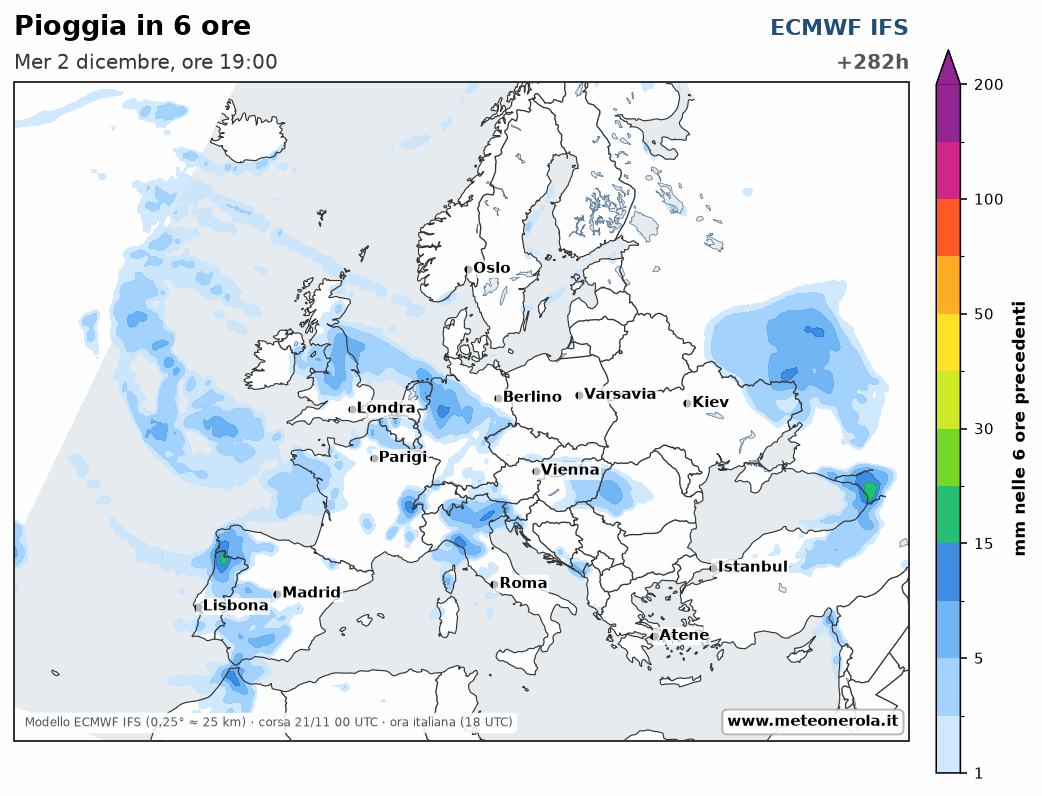 Pioggia in 6 ore
ECMWF IFS
Mer 2 dicembre, ore 19:00
+282h
200
100
50
30
15
5
1
mm nelle 6 ore precedenti
Oslo
Berlino
Varsavia
Kiev
Londra
Parigi
Vienna
Istanbul
Madrid
Roma
Lisbona
Atene
Modello ECMWF IFS (0,25° ≈ 25 km) · corsa 21/11 00 UTC · ora italiana (18 UTC)
www.meteonerola.it